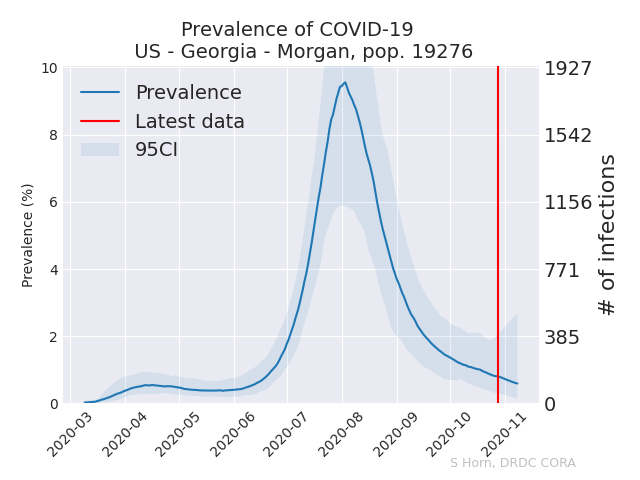 Prevalence of COVID-19
US - Georgia - Morgan, pop. 19276
Prevalence
Latest data
95CI
Prevalence (%)
10
8
6
4
2
0
1927
1542
1156
771
385
0
# of infections
2020-03
2020-04
2020-05
2020-06
2020-07
2020-08
2020-09
2020-10
2020-11
S Horn, DRDC CORA